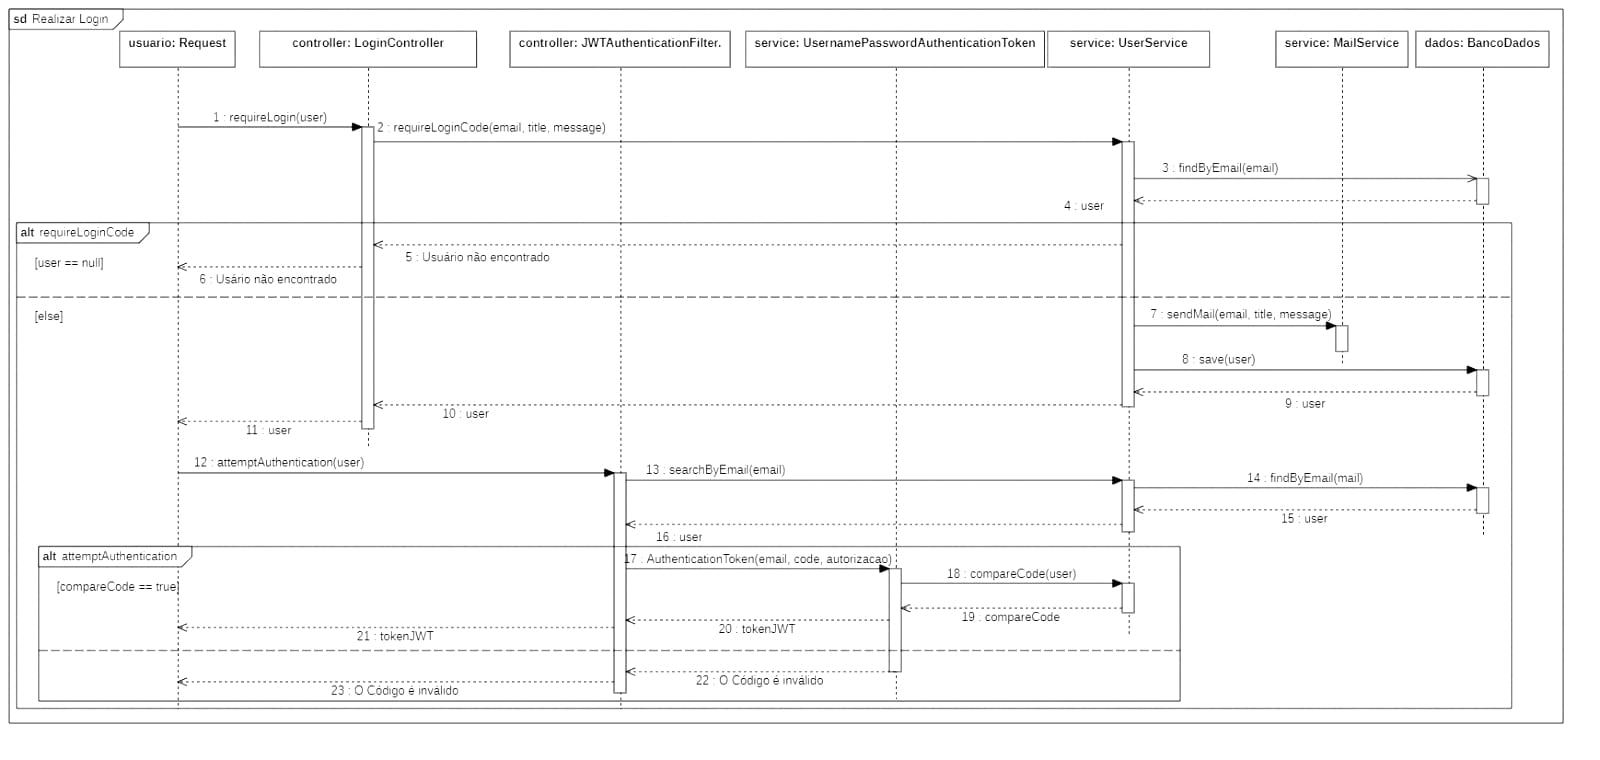 sd Realizar Login
usuario: Request
controller: LoginController
controller: JWTAuthenticationFilter.
service: UsernamePasswordAuthenticationToken
service: UserService
service: MailService
dados: BancoDados
1 : requireLogin(user)
2 : requireLoginCode(email, title, message)
3 : findByEmail(email)
4 : user
alt requireLoginCode
[user == null]
5 : Usuário não encontrado
6 : Usário não encontrado
[else]
7 : sendMail(email, title, message)
8 : save(user)
9 : user
10 : user
11 : user
12 : attemptAuthentication(user)
13 : searchByEmail(email)
14 : findByEmail(mail)
15 : user
16 : user
alt attemptAuthentication
17 : AuthenticationToken(email, code, autorizacao)
18 : compareCode(user)
[compareCode == true]
19 : compareCode
20 : tokenJWT
21 : tokenJWT
22 : O Código é inválido
23 : O Código é inválido